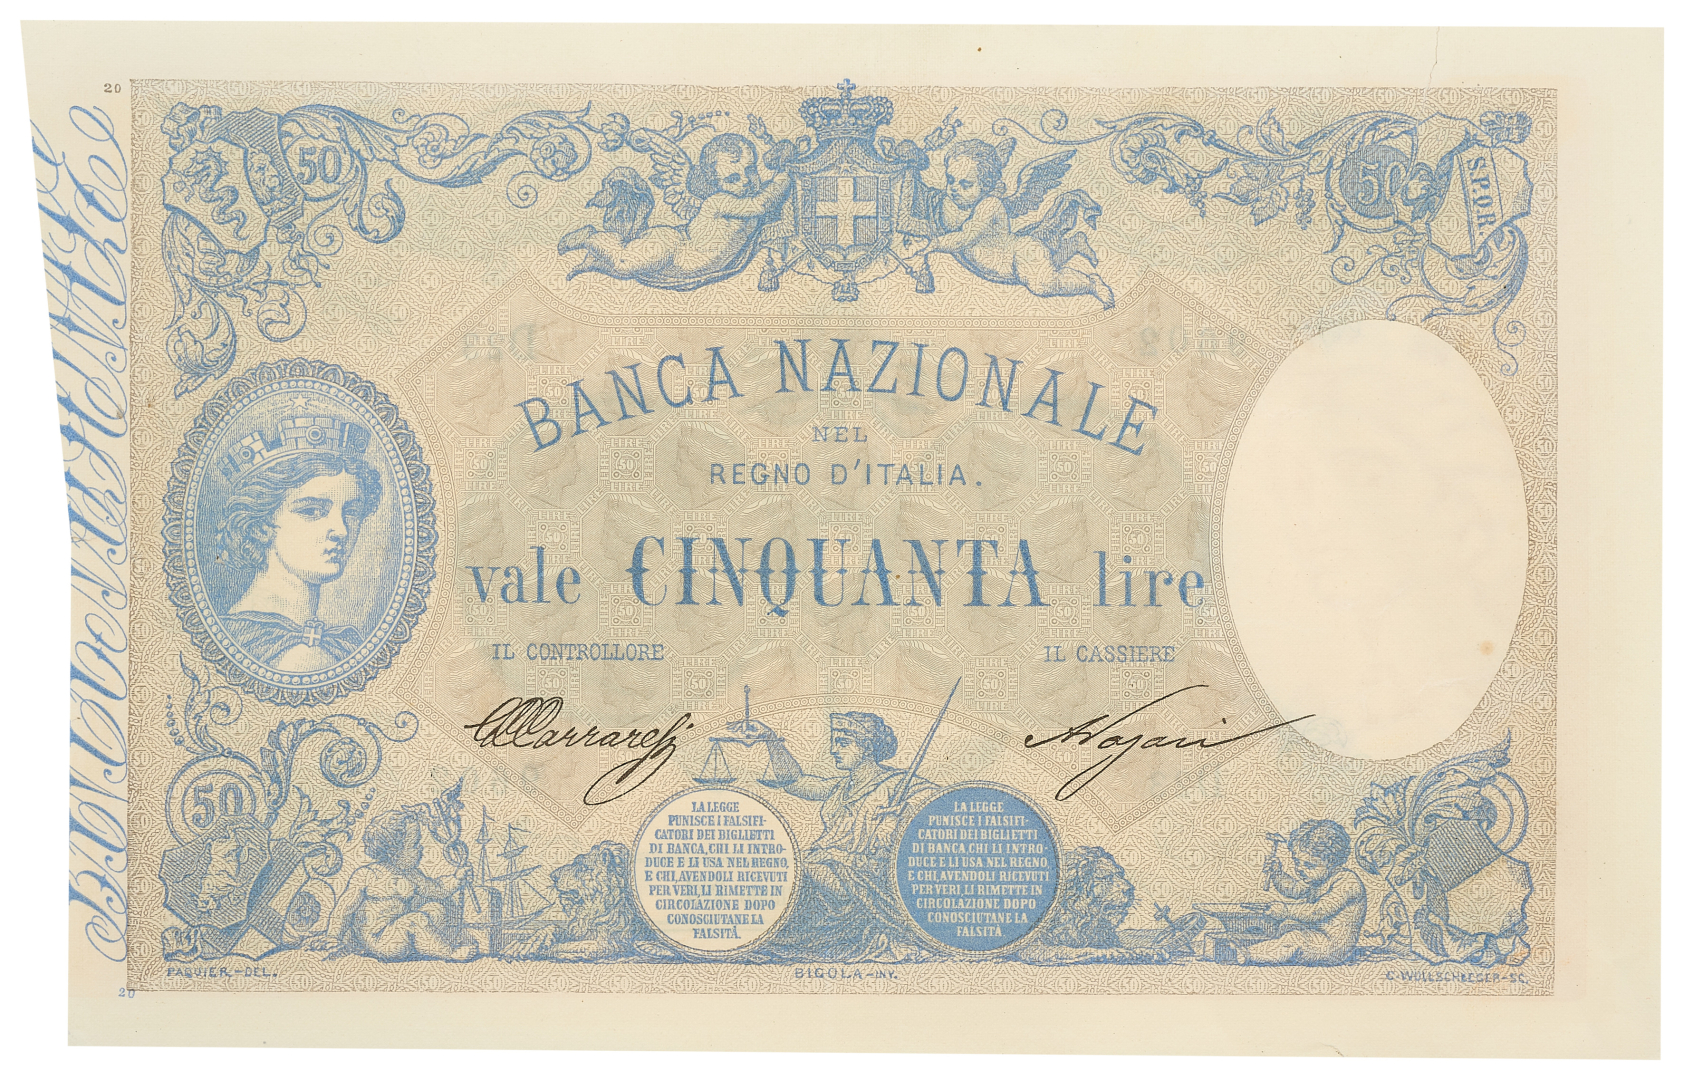 20
50
50
S.P.Q.R.
BANCA NAZIONALE
NEL
REGNO D'ITALIA.
vale CINQUANTA lire
IL CONTROLLORE
IL CASSIERE
50
LA LEGGE
PUNISCE I FALSIFI-
CATORI DEI BIGLIETTI
DI BANCA, CHI LI INTRO-
DUCE E LI USA NEL REGNO,
E CHI, AVENDOLI RICEVUTI
PER VERI, LI RIMETTE IN
CIRCOLAZIONE DOPO
CONOSCIUTANE LA
FALSITÀ.
LA LEGGE
PUNISCE I FALSIFI-
CATORI DEI BIGLIETTI
DI BANCA, CHI LI INTRO-
DUCE E LI USA NEL REGNO,
E CHI, AVENDOLI RICEVUTI
PER VERI, LI RIMETTE IN
CIRCOLAZIONE DOPO
CONOSCIUTANE LA
FALSITÀ
BIGOLA-INV.
20